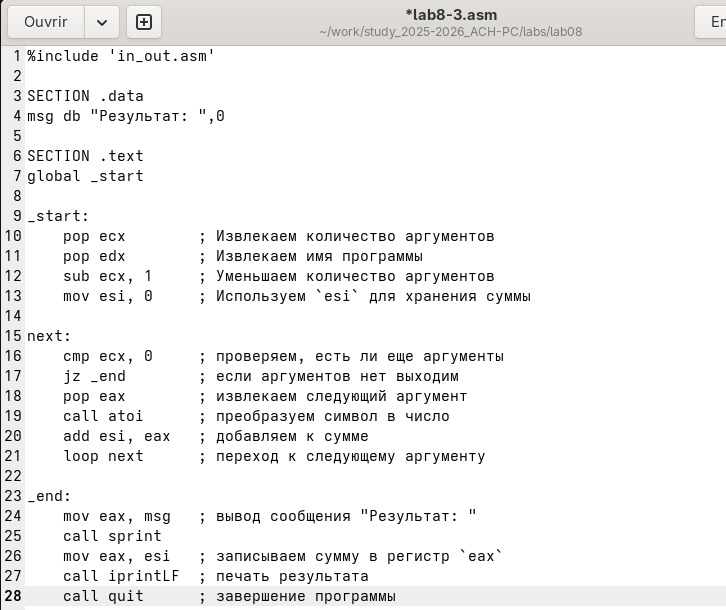 Ouvrir
*lab8-3.asm
~/work/study_2025-2026_ACH-PC/labs/lab08
En
1 %include 'in_out.asm'
2
3 SECTION .data
4 msg db "Результат: ",0
5
6 SECTION .text
7 global _start
8
9 _start:
10     pop ecx        ; Извлекаем количество аргументов
11     pop edx        ; Извлекаем имя программы
12     sub ecx, 1     ; Уменьшаем количество аргументов
13     mov esi, 0     ; Используем `esi` для хранения суммы
14
15 next:
16     cmp ecx, 0     ; проверяем, есть ли еще аргументы
17     jz _end        ; если аргументов нет выходим
18     pop eax        ; извлекаем следующий аргумент
19     call atoi      ; преобразуем символ в число
20     add esi, eax   ; добавляем к сумме
21     loop next      ; переход к следующему аргументу
22
23 _end:
24     mov eax, msg   ; вывод сообщения "Результат: "
25     call sprint
26     mov eax, esi   ; записываем сумму в регистр `eax`
27     call iprintLF  ; печать результата
28     call quit      ; завершение программы